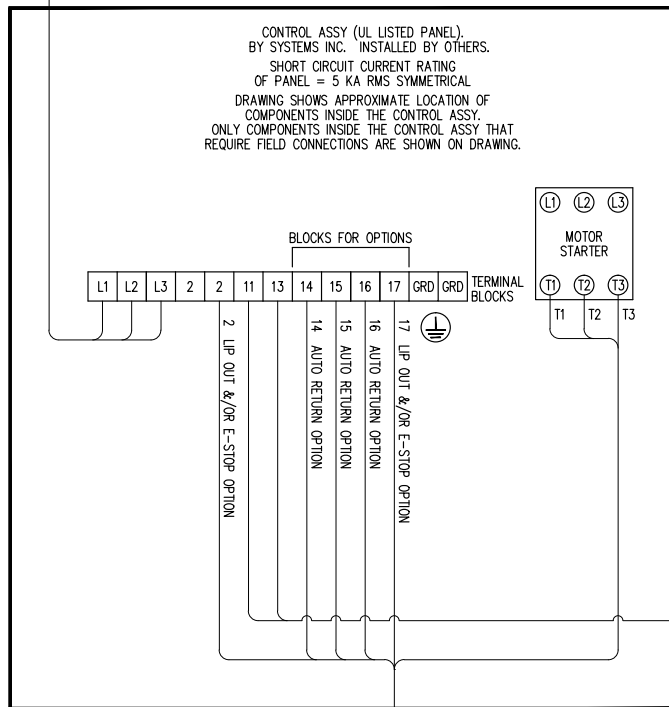 CONTROL ASSY (UL LISTED PANEL).
BY SYSTEMS INC. INSTALLED BY OTHERS.
SHORT CIRCUIT CURRENT RATING
OF PANEL = 5 KA RMS SYMMETRICAL
DRAWING SHOWS APPROXIMATE LOCATION OF
COMPONENTS INSIDE THE CONTROL ASSY.
ONLY COMPONENTS INSIDE THE CONTROL ASSY THAT
REQUIRE FIELD CONNECTIONS ARE SHOWN ON DRAWING.
L1 L2 L3
MOTOR
STARTER
T1 T2 T3
T1 T2 T3
BLOCKS FOR OPTIONS
L1 L2 L3 2 2 11 13 14 15 16 17 GRD GRD
TERMINAL
BLOCKS
2 LIP OUT &/OR E-STOP OPTION
14 AUTO RETURN OPTION
15 AUTO RETURN OPTION
16 AUTO RETURN OPTION
17 LIP OUT &/OR E-STOP OPTION